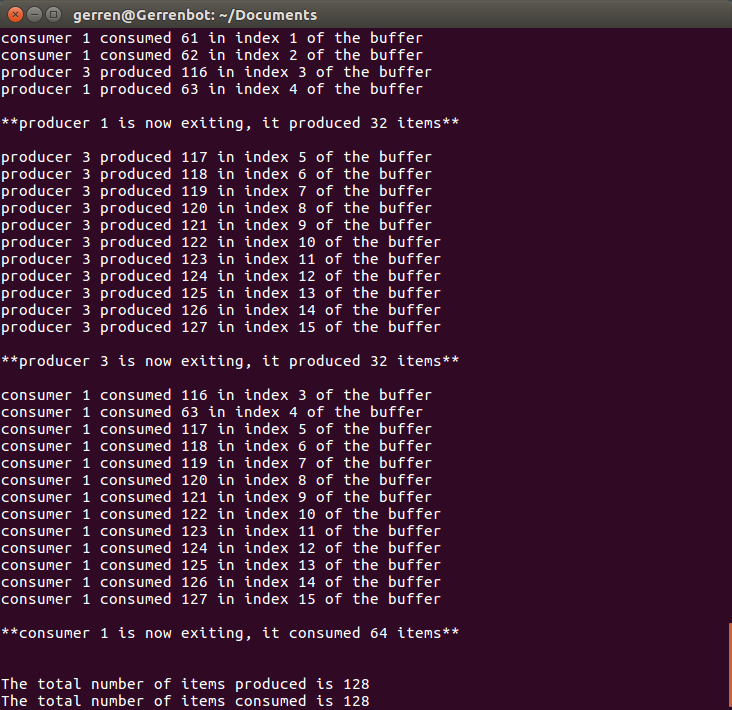 gerren@Gerrenbot: ~/Documents
consumer 1 consumed 61 in index 1 of the buffer
consumer 1 consumed 62 in index 2 of the buffer
producer 3 produced 116 in index 3 of the buffer
producer 1 produced 63 in index 4 of the buffer
**producer 1 is now exiting, it produced 32 items**
producer 3 produced 117 in index 5 of the buffer
producer 3 produced 118 in index 6 of the buffer
producer 3 produced 119 in index 7 of the buffer
producer 3 produced 120 in index 8 of the buffer
producer 3 produced 121 in index 9 of the buffer
producer 3 produced 122 in index 10 of the buffer
producer 3 produced 123 in index 11 of the buffer
producer 3 produced 124 in index 12 of the buffer
producer 3 produced 125 in index 13 of the buffer
producer 3 produced 126 in index 14 of the buffer
producer 3 produced 127 in index 15 of the buffer
**producer 3 is now exiting, it produced 32 items**
consumer 1 consumed 116 in index 3 of the buffer
consumer 1 consumed 63 in index 4 of the buffer
consumer 1 consumed 117 in index 5 of the buffer
consumer 1 consumed 118 in index 6 of the buffer
consumer 1 consumed 119 in index 7 of the buffer
consumer 1 consumed 120 in index 8 of the buffer
consumer 1 consumed 121 in index 9 of the buffer
consumer 1 consumed 122 in index 10 of the buffer
consumer 1 consumed 123 in index 11 of the buffer
consumer 1 consumed 124 in index 12 of the buffer
consumer 1 consumed 125 in index 13 of the buffer
consumer 1 consumed 126 in index 14 of the buffer
consumer 1 consumed 127 in index 15 of the buffer
**consumer 1 is now exiting, it consumed 64 items**
The total number of items produced is 128
The total number of items consumed is 128